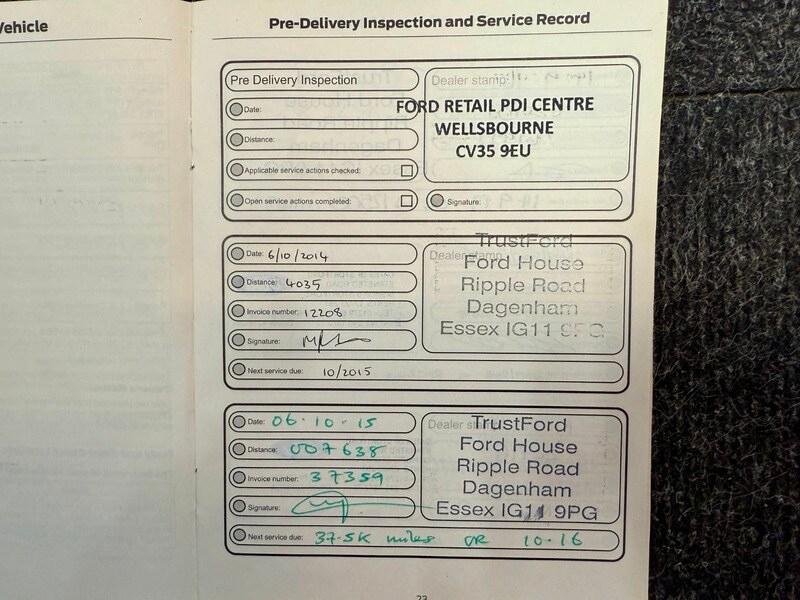 Vehicle
Pre-Delivery Inspection and Service Record
Pre Delivery Inspection
Dealer stamp:
Date:
FORD RETAIL PDI CENTRE
WELLSBOURNE
CV35 9EU
Distance:
Applicable service actions checked:
Open service actions completed:
Signature:
Date: 6/10/2014
Distance: 4035
Invoice number: 12208
Signature:
Next service due: 10/2015
Dealer stamp
TrustFord
Ford House
Ripple Road
Dagenham
Essex IG11 9PG
Date: 06.10.15
Distance: 007638
Invoice number: 37359
Signature:
Next service due: 37.5K miles OR 10.16
Dealer stamp
TrustFord
Ford House
Ripple Road
Dagenham
Essex IG11 9PG
23